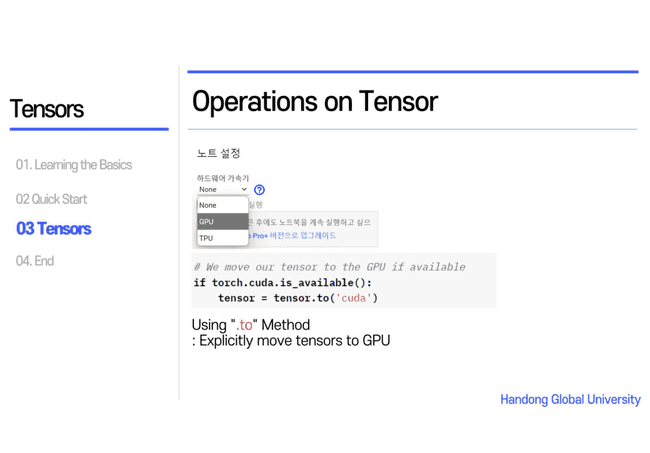 Tensors
01. Learning the Basics
02 Quick Start
03 Tensors
04. End
Operations on Tensor
노트 설정
하드웨어 가속기
None
None
실행
GPU
후에도 노트북을 계속 실행하고 싶으
TPU
Pro+ 버전으로 업그레이드
# We move our tensor to the GPU if available
if torch.cuda.is_available():
tensor = tensor.to('cuda')
Using ".to" Method
: Explicitly move tensors to GPU
Handong Global University